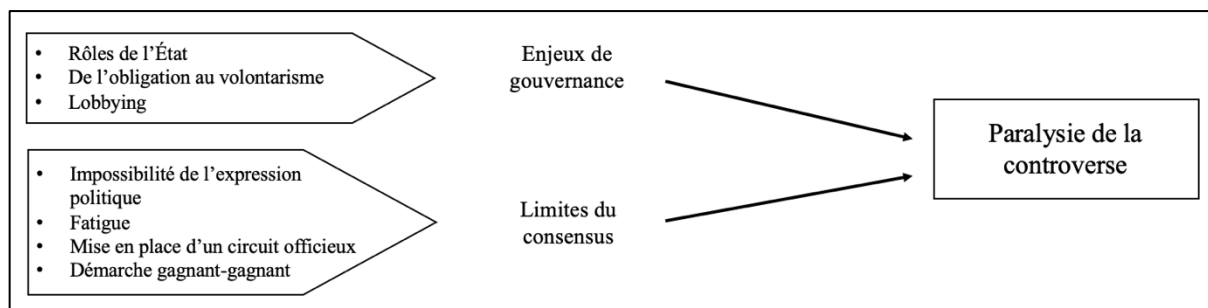 • Rôles de l’État
• De l’obligation au volontarisme
• Lobbying
Enjeux de
gouvernance
• Impossibilité de l’expression
politique
• Fatigue
• Mise en place d’un circuit officieux
• Démarche gagnant-gagnant
Limites du
consensus
Paralysie de la
controverse